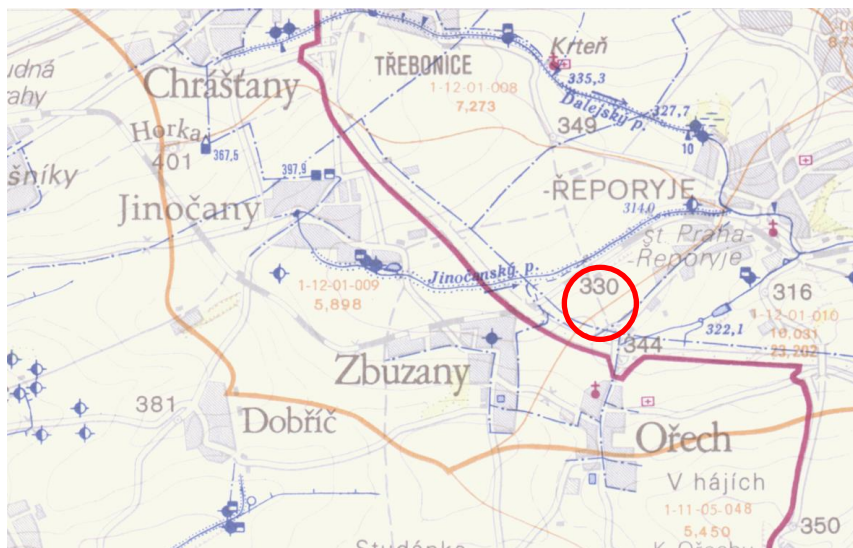 Krteň
TŘEBONICE
335,3
1-12-01-008
7,273
Chrášťany
Dalejský p.
327,7
349
10
Horka
401
367,5
397,9
-ŘEPORYJE
šníky
Jinočany
314,0
st. Praha-
-Řeporyje
Jinočanský p.
1-12-01-009
5,898
330
316
1-12-01-010
10,031
23,202
322,1
344
Zbuzany
381
Dobříč
Ořech
V hájích
1-11-05-048
5,450
350